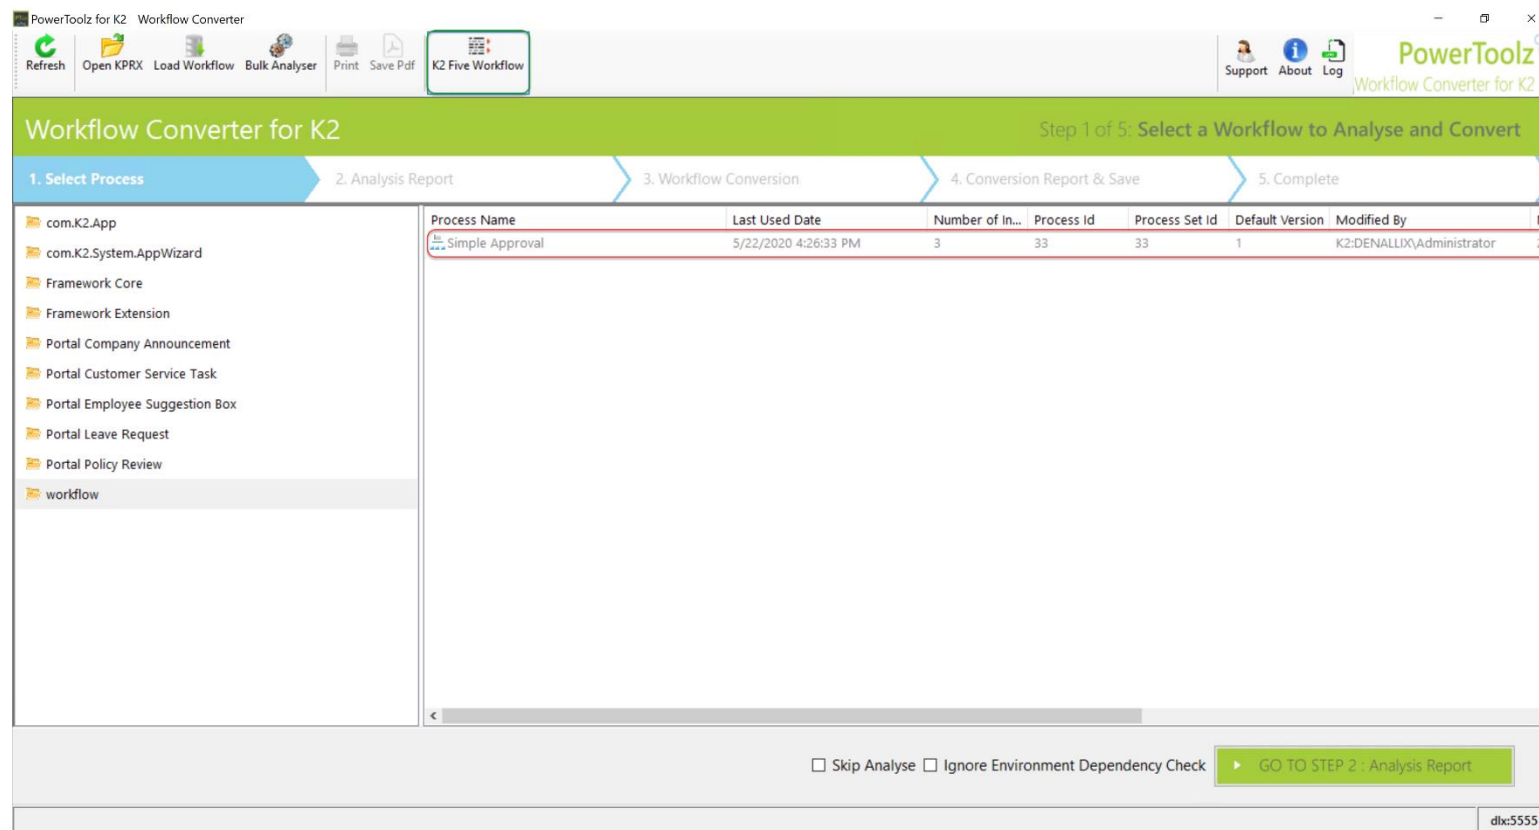 PowerToolz for K2 Workflow Converter
Refresh Open KPRX Load Workflow Bulk Analyser Print Save Pdf K2 Five Workflow Support About Log
PowerToolz
Workflow Converter for K2
Workflow Converter for K2 Step 1 of 5: Select a Workflow to Analyse and Convert
1. Select Process 2. Analysis Report 3. Workflow Conversion 4. Conversion Report & Save 5. Complete
com.K2.App
com.K2.System.AppWizard
Framework Core
Framework Extension
Portal Company Announcement
Portal Customer Service Task
Portal Employee Suggestion Box
Portal Leave Request
Portal Policy Review
workflow
Process Name Last Used Date Number of In... Process Id Process Set Id Default Version Modified By
Simple Approval 5/22/2020 4:26:33 PM 3 33 33 1 K2:DENALLIX\Administrator
Skip Analyse Ignore Environment Dependency Check GO TO STEP 2 : Analysis Report
dlx:5555